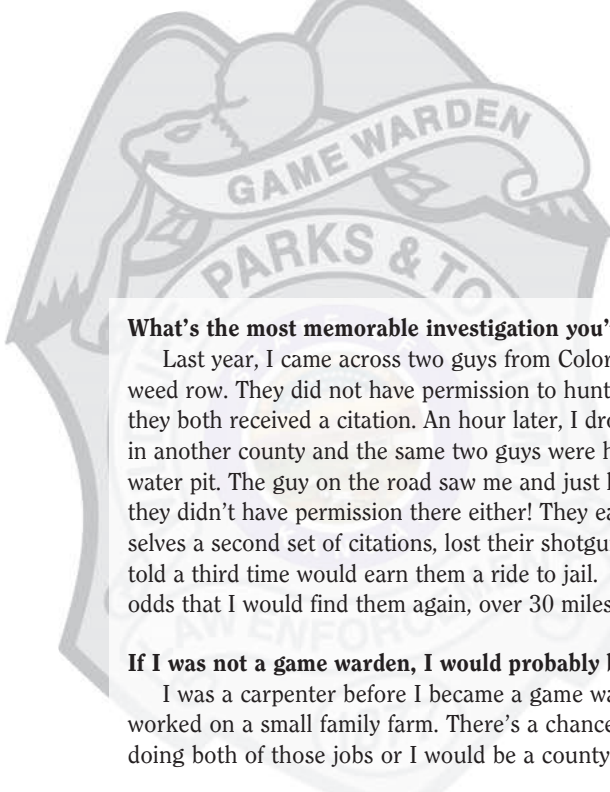 GAME WARDEN
PARKS & TO
What's the most memorable investigation you'
Last year, I came across two guys from Color
weed row. They did not have permission to hunt
they both received a citation. An hour later, I dro
in another county and the same two guys were h
water pit. The guy on the road saw me and just h
they didn't have permission there either! They ea
selves a second set of citations, lost their shotgu
told a third time would earn them a ride to jail.
odds that I would find them again, over 30 miles
LAW ENFOR
If I was not a game warden, I would probably b
I was a carpenter before I became a game wa
worked on a small family farm. There's a chance
doing both of those jobs or I would be a county